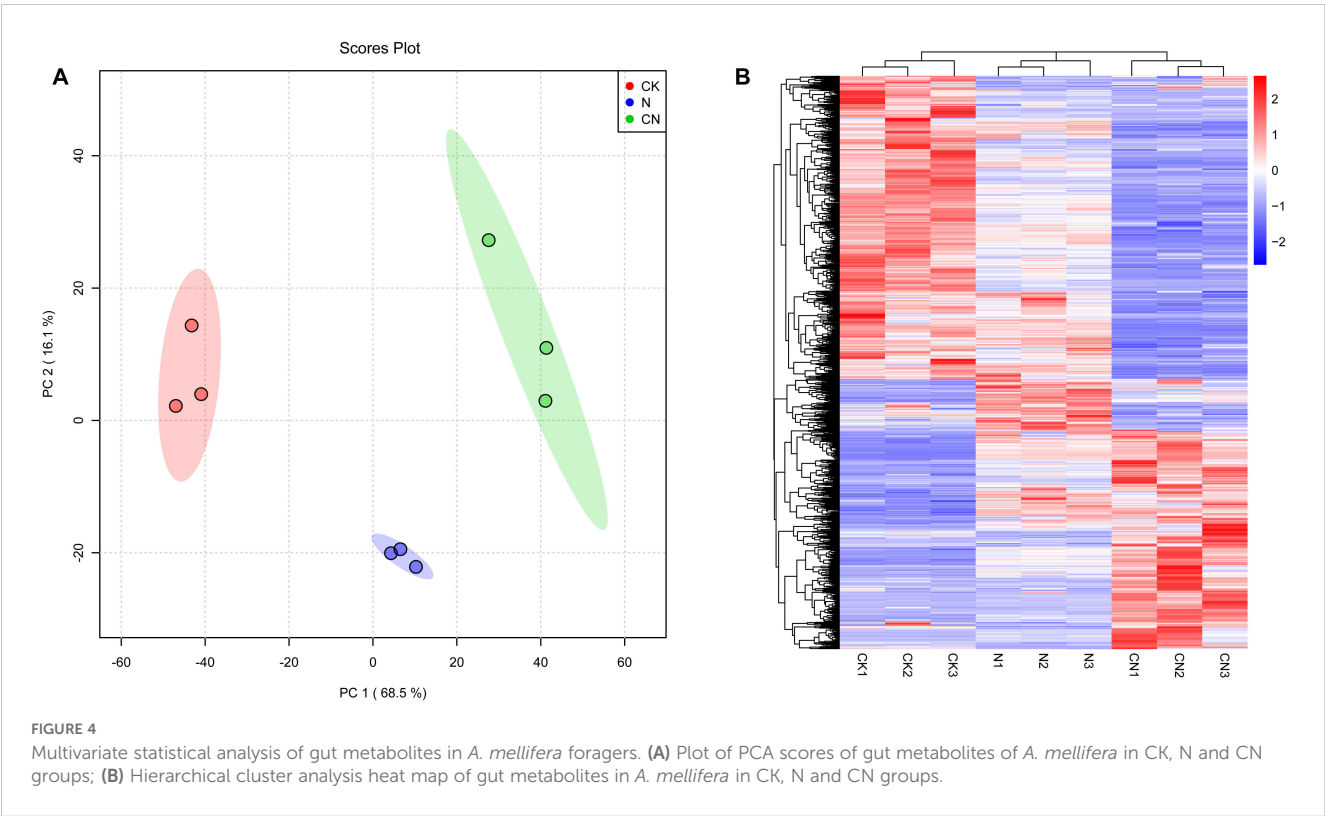 Scores Plot
A
CK
N
CN
40
20
0
-20
PC 2 ( 16.1 %)
-60
-40
-20
0
20
40
60
PC 1 ( 68.5 %)
B
2
1
0
−1
−2
CK1
CK2
CK3
N1
N2
N3
CN1
CN2
CN3
FIGURE 4
Multivariate statistical analysis of gut metabolites in A. mellifera foragers. (A) Plot of PCA scores of gut metabolites of A. mellifera in CK, N and CN
groups; (B) Hierarchical cluster analysis heat map of gut metabolites in A. mellifera in CK, N and CN groups.